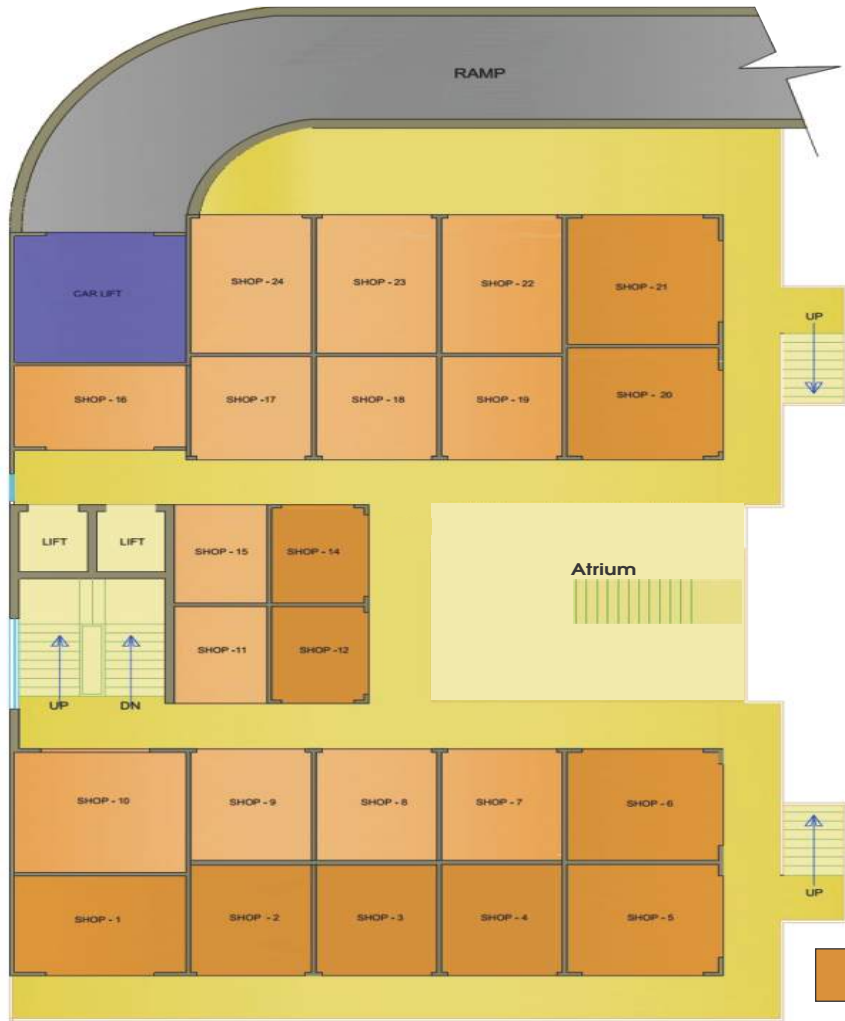 RAMP
SHOP - 24
SHOP - 23
SHOP - 22
SHOP - 21
CAR LIFT
UP
SHOP - 16
SHOP -17
SHOP - 18
SHOP - 19
SHOP - 20
LIFT
LIFT
SHOP - 15
SHOP - 14
Atrium
SHOP -11
SHOP -12
UP
DN
SHOP - 10
SHOP - 9
SHOP - 8
SHOP - 7
SHOP - 6
UP
SHOP - 1
SHOP - 2
SHOP - 3
SHOP - 4
SHOP - 5